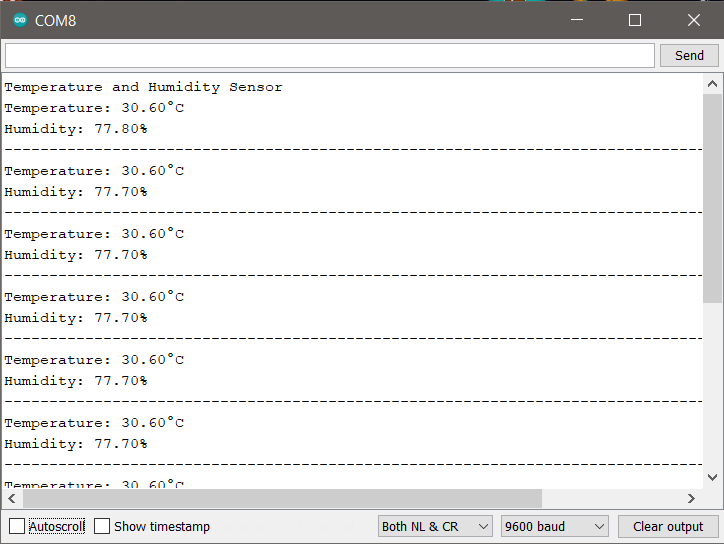 COM8
Send
Temperature and Humidity Sensor
Temperature: 30.60°C
Humidity: 77.80%
------------------------------------------------------------------------------
Temperature: 30.60°C
Humidity: 77.70%
------------------------------------------------------------------------------
Temperature: 30.60°C
Humidity: 77.70%
------------------------------------------------------------------------------
Temperature: 30.60°C
Humidity: 77.70%
------------------------------------------------------------------------------
Temperature: 30.60°C
Humidity: 77.70%
------------------------------------------------------------------------------
Temperature: 30.60°C
Humidity: 77.70%
------------------------------------------------------------------------------
Temperature: 30.60°C
Autoscroll Show timestamp Both NL & CR 9600 baud Clear output